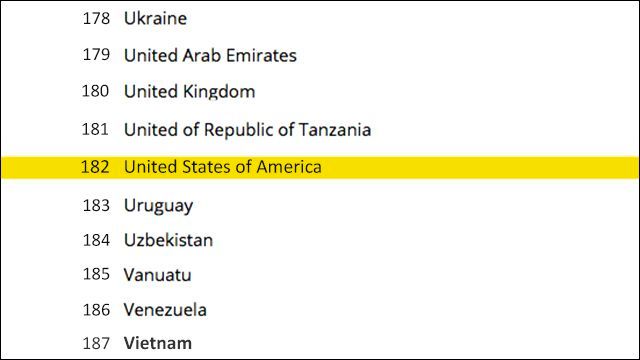 178 Ukraine
179 United Arab Emirates
180 United Kingdom
181 United of Republic of Tanzania
182 United States of America
183 Uruguay
184 Uzbekistan
185 Vanuatu
186 Venezuela
187 Vietnam